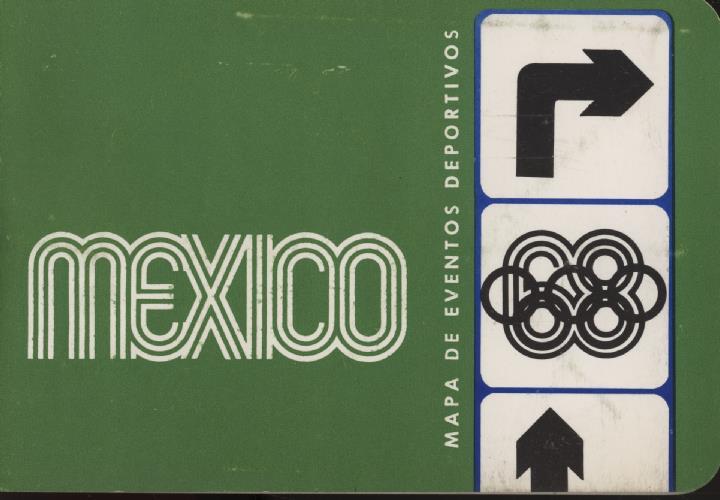 MEXICO
MAPA DE EVENTOS DEPORTIVOS
68